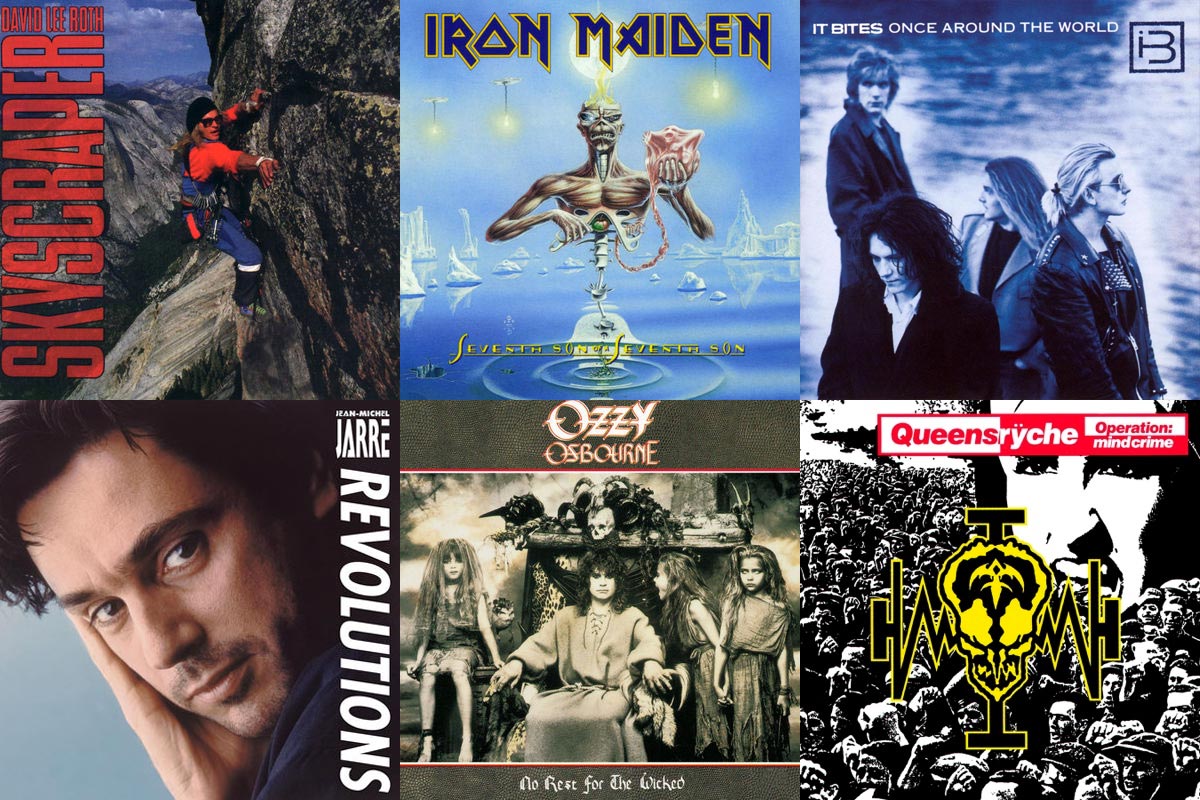 DAVID LEE ROTH
SKYSCRAPER
IRON MAIDEN
SEVENTH SON OF A SEVENTH SON
IT BITES ONCE AROUND THE WORLD
iB
JEAN-MICHEL
JARRE
REVOLUTIONS
OZZY
OSBOURNE
No Rest for The Wicked
Queensrÿche
Operation:
mindcrime